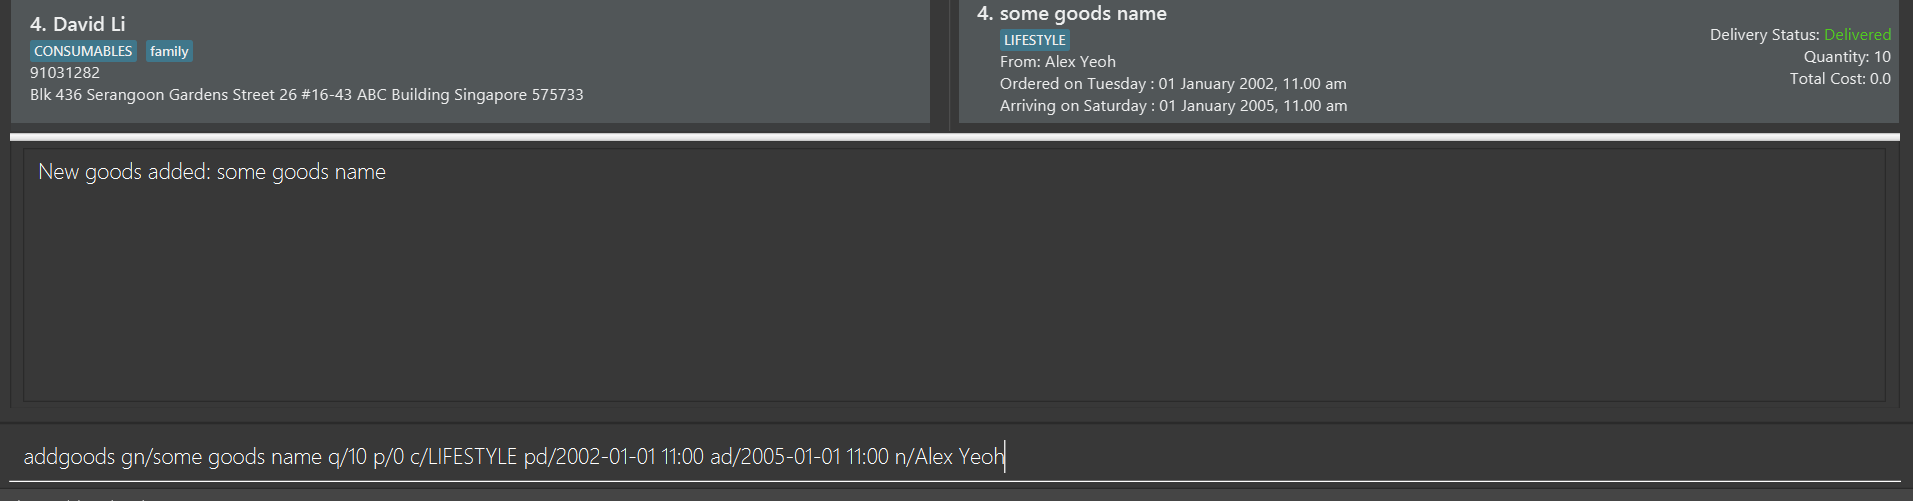 4. David Li
CONSUMABLES family
91031282
Blk 436 Serangoon Gardens Street 26 #16-43 ABC Building Singapore 575733
4. some goods name
LIFESTYLE
From: Alex Yeoh
Ordered on Tuesday : 01 January 2002, 11.00 am
Arriving on Saturday : 01 January 2005, 11.00 am
Delivery Status: Delivered
Quantity: 10
Total Cost: 0.0
New goods added: some goods name
addgoods gn/some goods name q/10 p/0 c/LIFESTYLE pd/2002-01-01 11:00 ad/2005-01-01 11:00 n/Alex Yeoh